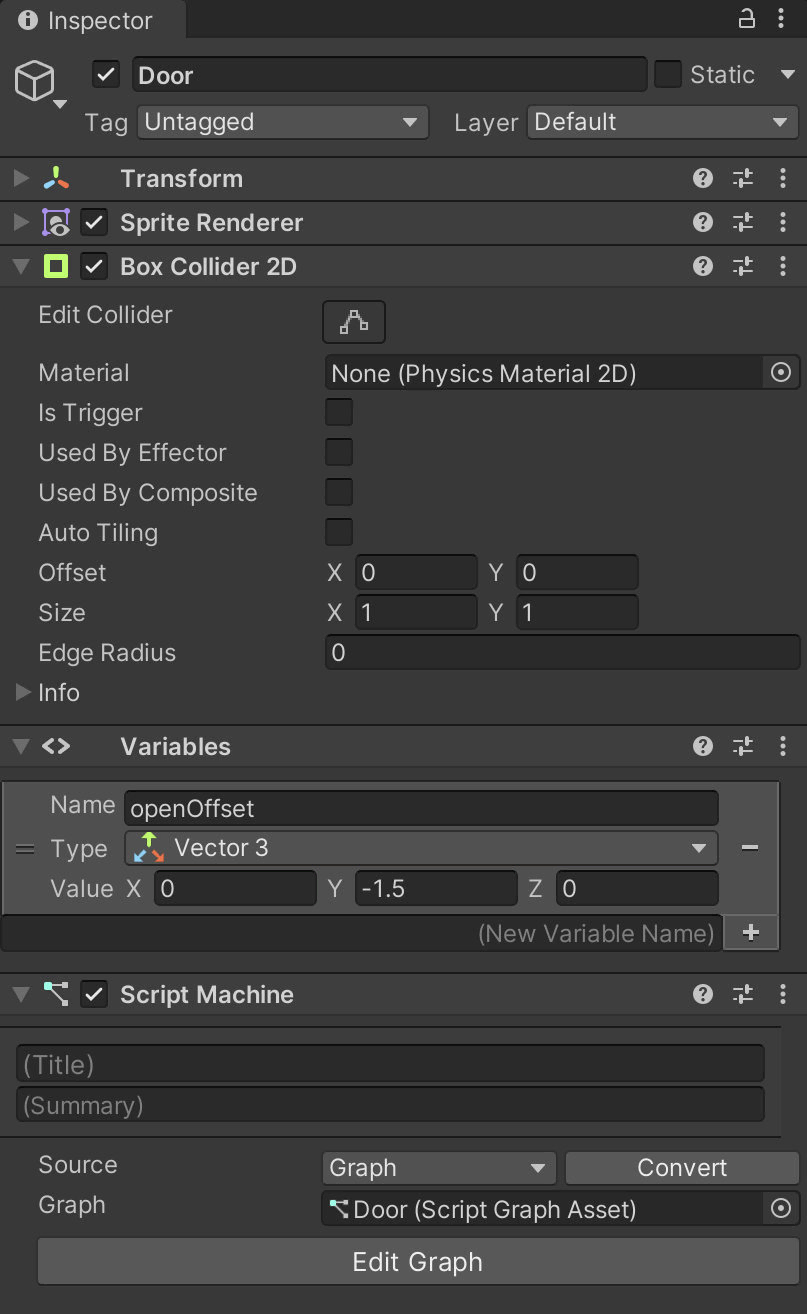 Inspector
Door
Static
Tag Untagged Layer Default
Transform
Sprite Renderer
Box Collider 2D
Edit Collider
Material None (Physics Material 2D)
Is Trigger
Used By Effector
Used By Composite
Auto Tiling
Offset X 0 Y 0
Size X 1 Y 1
Edge Radius 0
Info
Variables
Name openOffset
Type Vector 3
Value X 0 Y -1.5 Z 0
(New Variable Name)
Script Machine
(Title)
(Summary)
Source Graph Convert
Graph Door (Script Graph Asset)
Edit Graph